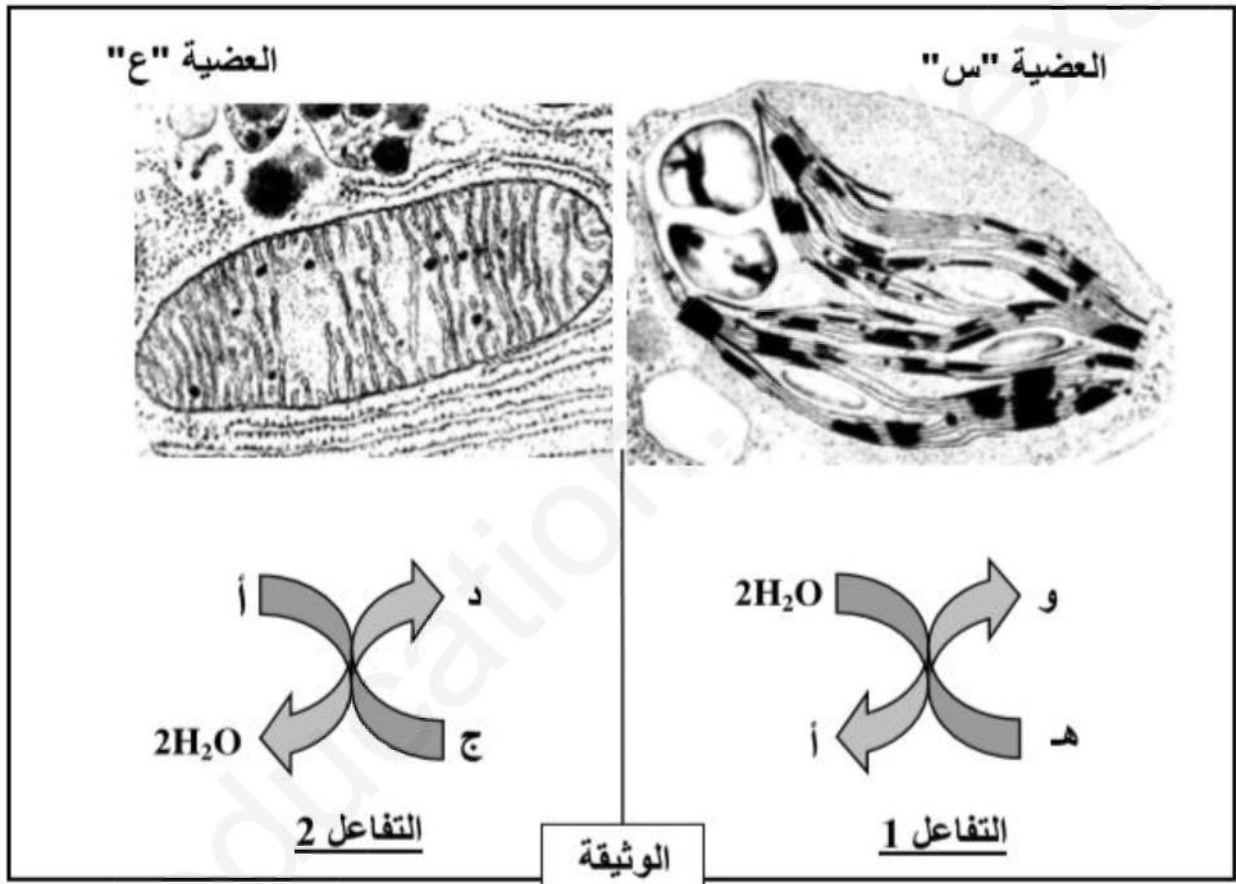 العضية "س"
العضية "ع"
2H₂O
و
أ
هـ
التفاعل 1
أ
د
2H₂O
ج
التفاعل 2
الوثيقة